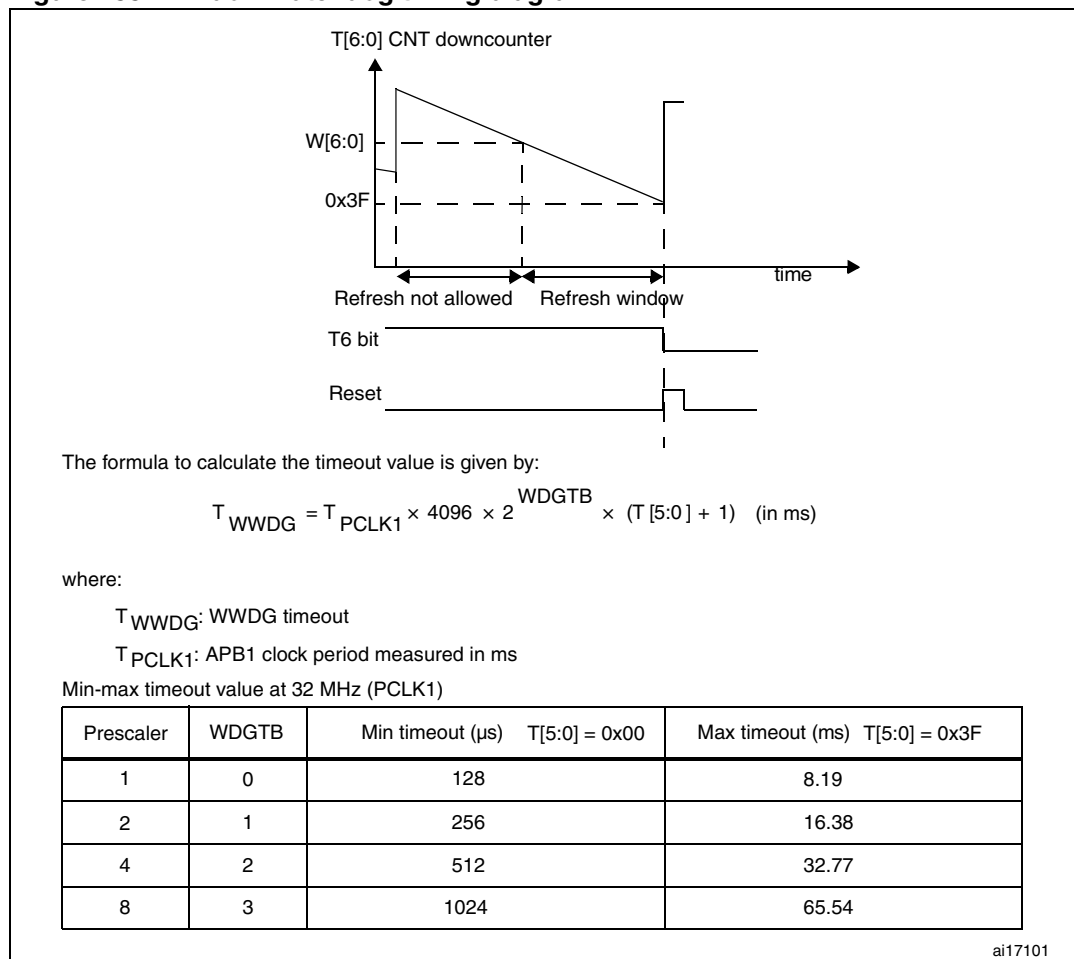 T[6:0] CNT downcounter
W[6:0]
0x3F
time
Refresh not allowed Refresh window
T6 bit
Reset
The formula to calculate the timeout value is given by:
T WWDG = T PCLK1 × 4096 × 2 WDGTB × (T [5:0 ] + 1) (in ms)
where:
T WWDG: WWDG timeout
T PCLK1: APB1 clock period measured in ms
Min-max timeout value at 32 MHz (PCLK1)
Prescaler WDGTB Min timeout (µs) T[5:0] = 0x00 Max timeout (ms) T[5:0] = 0x3F
1 0 128 8.19
2 1 256 16.38
4 2 512 32.77
8 3 1024 65.54
ai17101